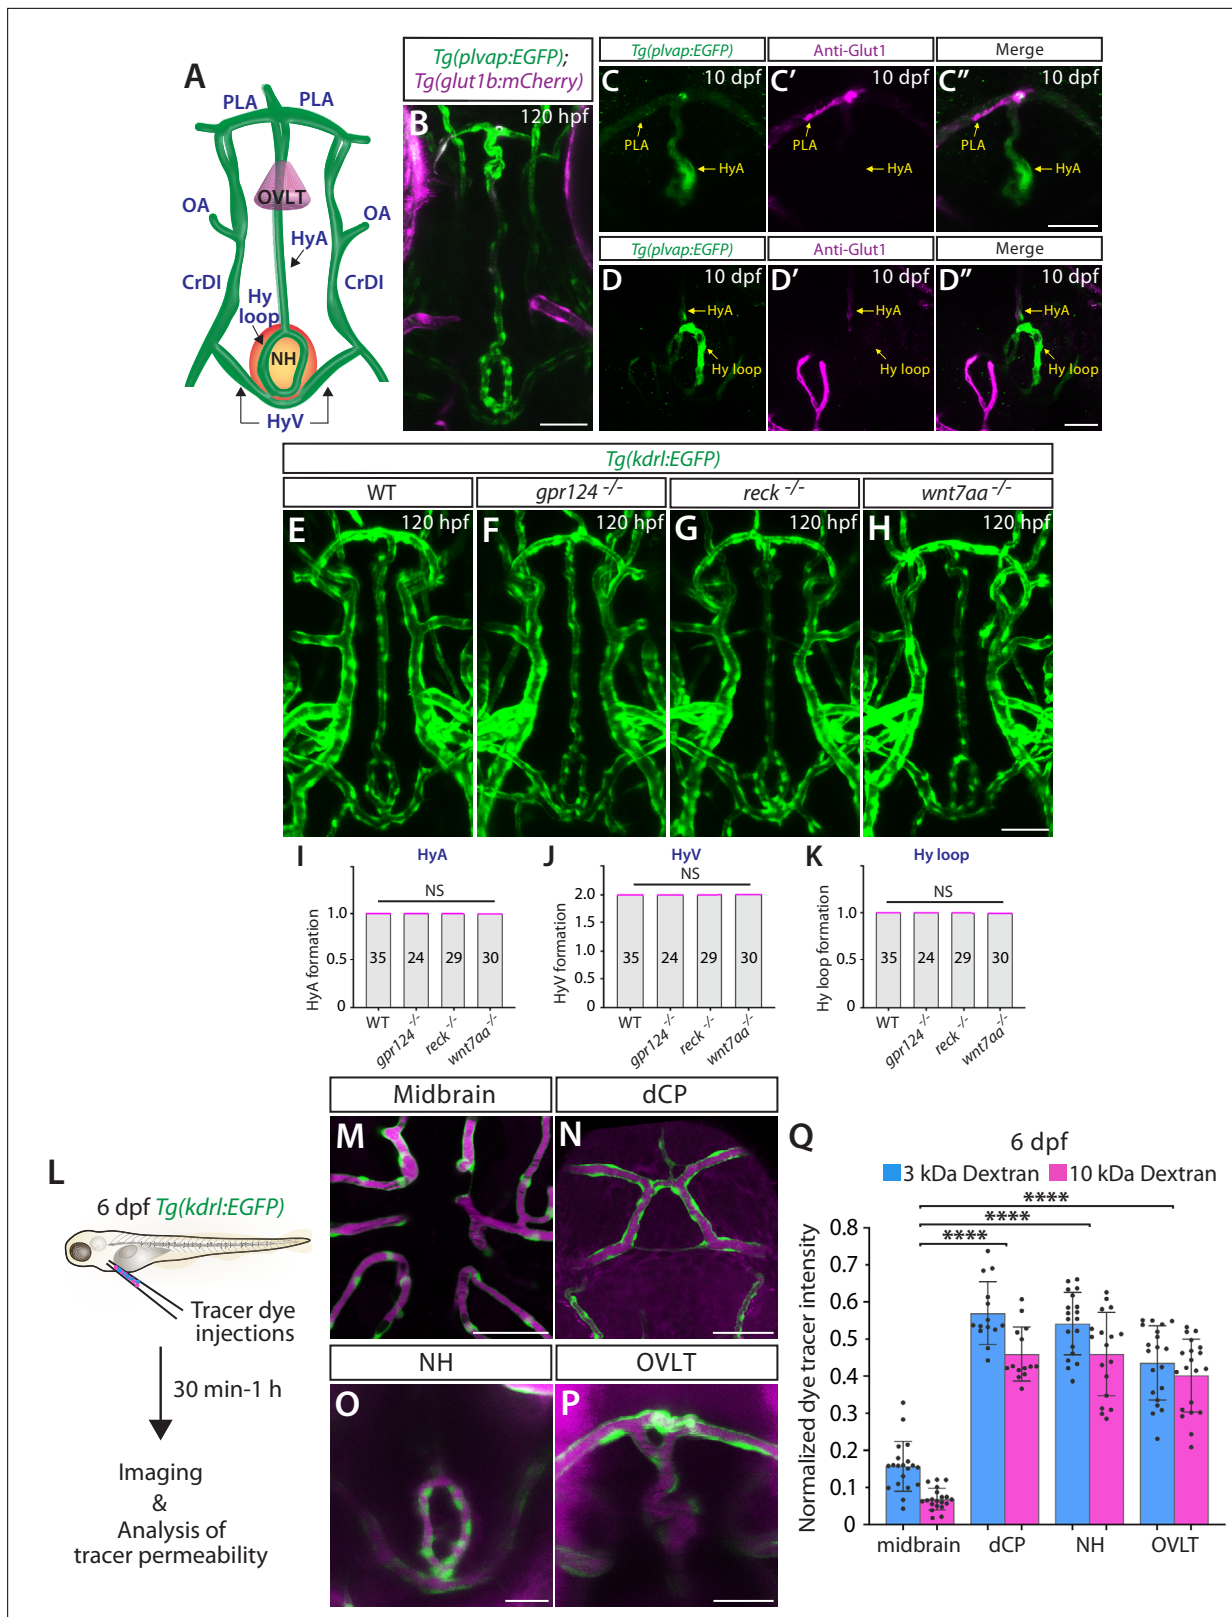 A
PLA
PLA
OVLT
OA
OA
HyA
CrDI
CrDI
Hy
loop
NH
HyV
Tg(plvap:EGFP);
Tg(glut1b:mCherry)
B
120 hpf
Tg(plvap:EGFP)
Anti-Glut1
Merge
C
10 dpf
PLA
HyA
C'
10 dpf
PLA
HyA
C''
10 dpf
PLA
HyA
Tg(plvap:EGFP)
Anti-Glut1
Merge
D
10 dpf
HyA
Hy loop
D'
10 dpf
HyA
Hy loop
D''
10 dpf
HyA
Hy loop
Tg(kdrl:EGFP)
WT
gpr124 -/-
reck -/-
wnt7aa -/-
E
120 hpf
F
120 hpf
G
120 hpf
H
120 hpf
I
HyA
NS
HyA formation
1.0
0.5
0
35
24
29
30
WT
gpr124 -/-
reck -/-
wnt7aa -/-
J
HyV
NS
HyV formation
2.0
1.5
1.0
0.5
0
35
24
29
30
WT
gpr124 -/-
reck -/-
wnt7aa -/-
K
Hy loop
NS
Hy loop formation
1.0
0.5
0
35
24
29
30
WT
gpr124 -/-
reck -/-
wnt7aa -/-
L
6 dpf Tg(kdrl:EGFP)
Tracer dye
injections
30 min-1 h
Imaging
&
Analysis of
tracer permeability
Midbrain
dCP
M
N
NH
OVLT
O
P
Q
6 dpf
3 kDa Dextran
10 kDa Dextran
****
****
****
Normalized dye tracer intensity
0.8
0.7
0.6
0.5
0.4
0.3
0.2
0.1
0
midbrain
dCP
NH
OVLT